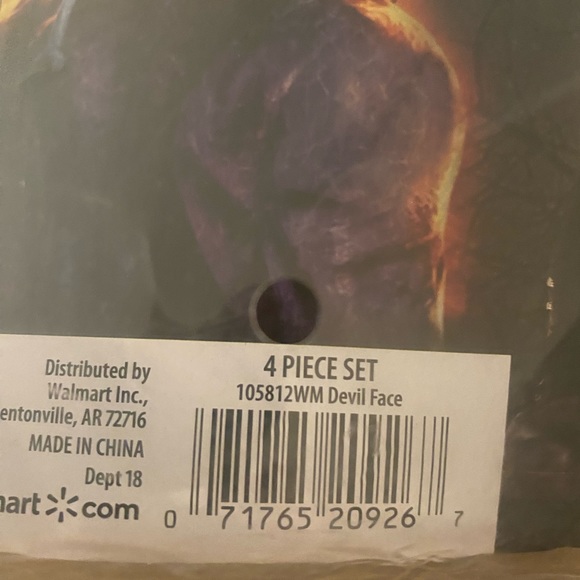 Distributed by
Walmart Inc.,
entonville, AR 72716
MADE IN CHINA
Dept 18
mart com
4 PIECE SET
105812WM Devil Face
0 71765 20926 7